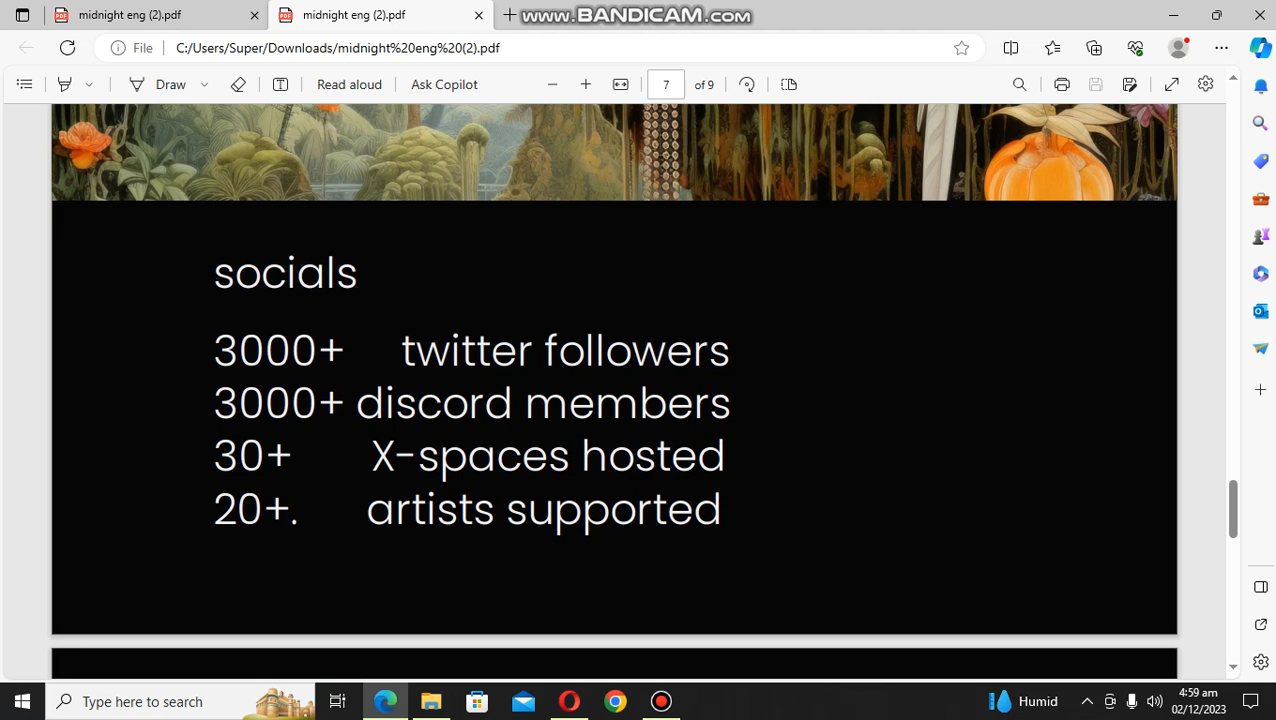 midnight eng (2).pdf
midnight eng (2).pdf
www.BANDICAM.com
File
C:/Users/Super/Downloads/midnight%20eng%20(2).pdf
Draw
Read aloud
Ask Copilot
7
of 9
socials
3000+ twitter followers
3000+ discord members
30+ X-spaces hosted
20+. artists supported
Type here to search
Humid
4:59 am
02/12/2023